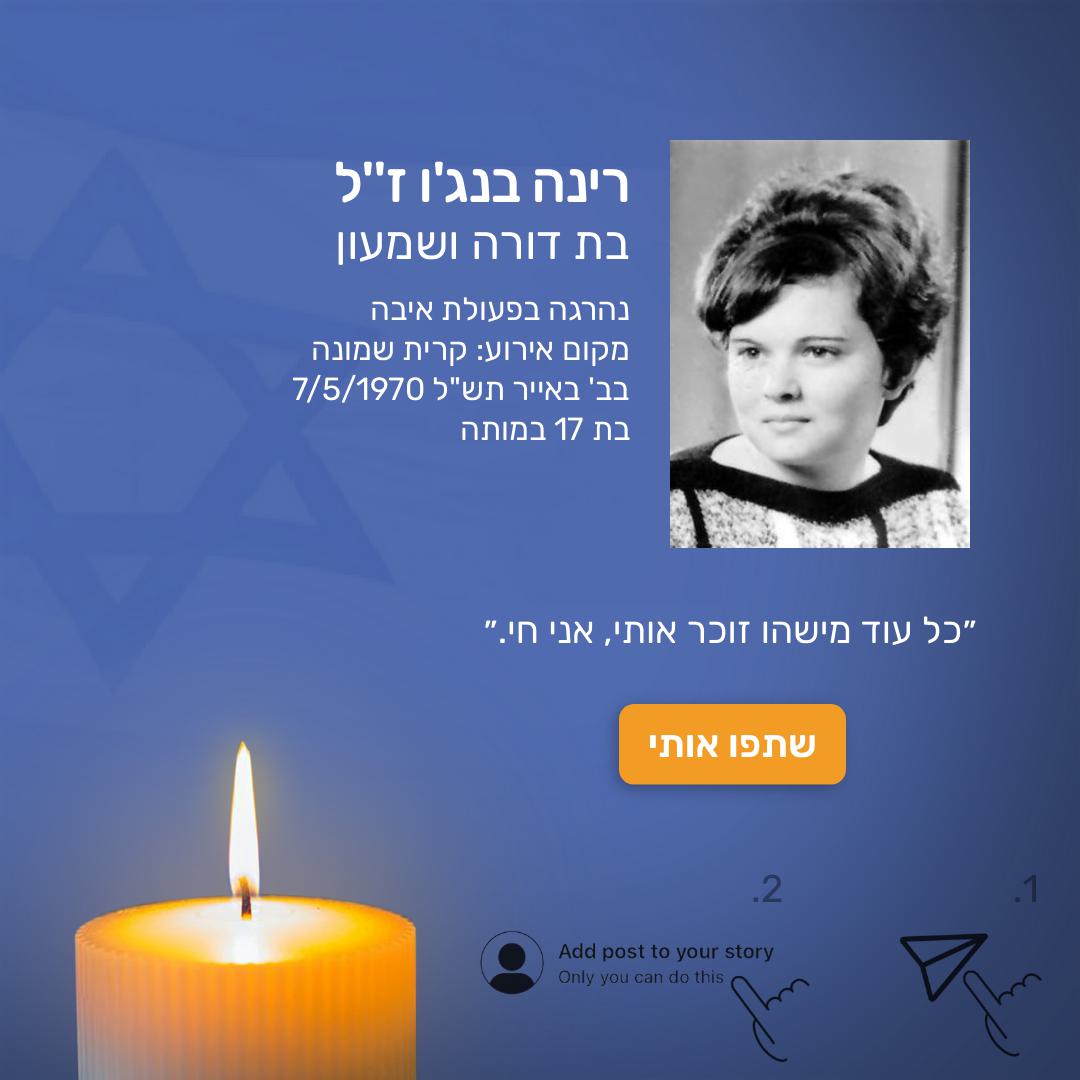 רינה בנג'ו ז"ל
בת דורה ושמעון
נהרגה בפעולת איבה
מקום אירוע: קרית שמונה
בב' באייר תש"ל 7/5/1970
בת 17 במותה
״כל עוד מישהו זוכר אותי, אני חי.״
שתפו אותי
1.
2.
Add post to your story
Only you can do this